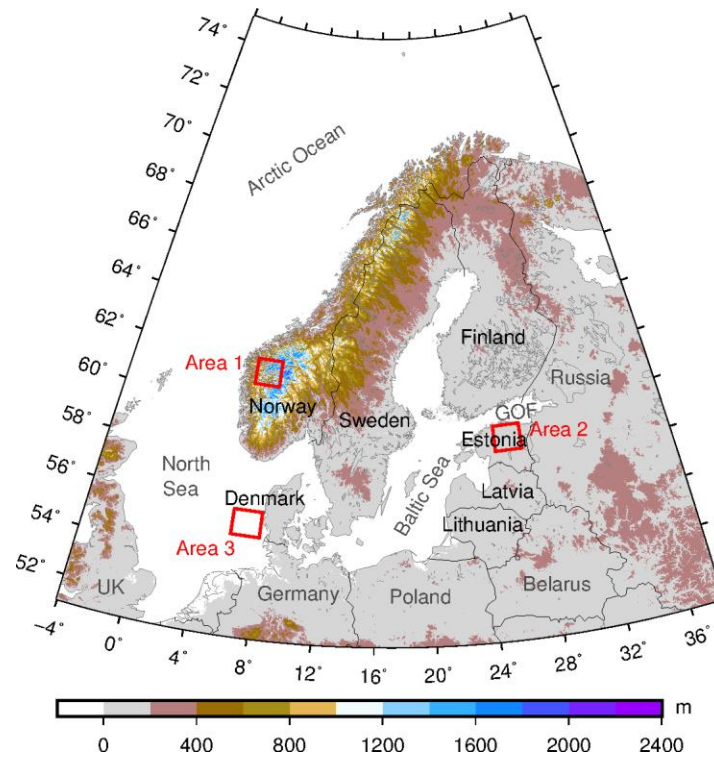 74˚
72˚
70˚
68˚
66˚
64˚
62˚
60˚
58˚
56˚
54˚
52˚
Arctic Ocean
Finland
Area 1
Russia
Norway
GOF
Sweden
Estonia
Area 2
North
Sea
Baltic Sea
Latvia
Denmark
Lithuania
Area 3
UK
Germany
Poland
Belarus
−4˚
0˚
4˚
8˚
12˚
16˚
20˚
24˚
28˚
32˚
36˚
m
0
400
800
1200
1600
2000
2400